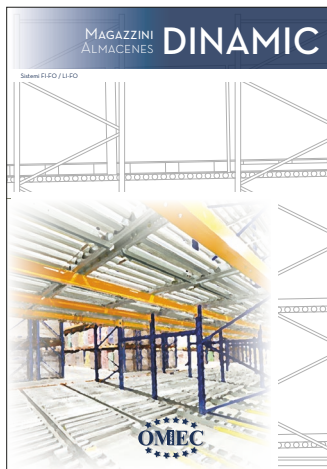 MAGAZZINI
ALMACENES
DINAMIC
Sistemi FI-FO / LI-FO
OMEC